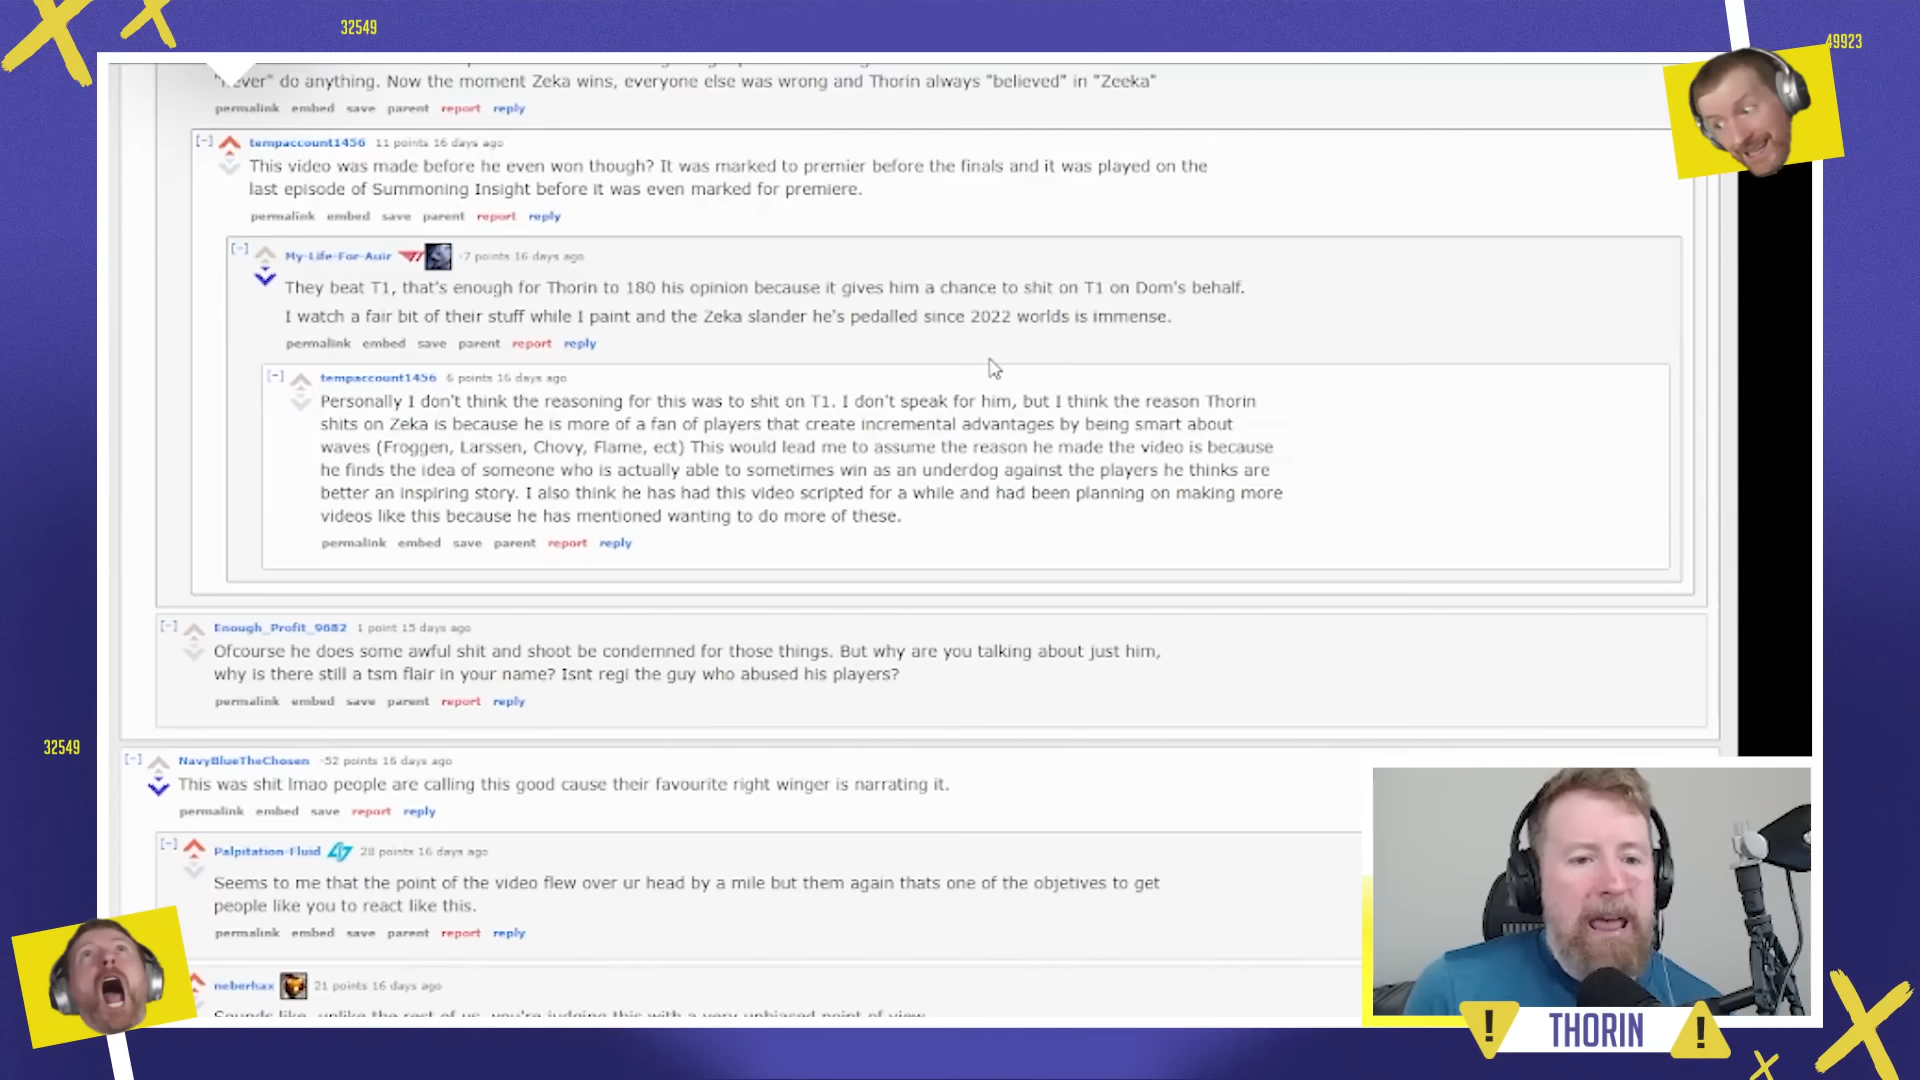 32549
49923
do anything. Now the moment Zeka wins, everyone else was wrong and Thorin always "believed" in "Zeeka"
permalink embed save parent report reply
[-] tempaccount1456 11 points 16 days ago
This video was made before he even won though? It was marked to premier before the finals and it was played on the
last episode of Summoning Insight before it was even marked for premiere.
permalink embed save parent report reply
[-] My-Life-For-Auir -7 points 16 days ago
They beat T1, that's enough for Thorin to 180 his opinion because it gives him a chance to shit on T1 on Dom's behalf.
I watch a fair bit of their stuff while I paint and the Zeka slander he's pedalled since 2022 worlds is immense.
permalink embed save parent report reply
[-] tempaccount1456 6 points 16 days ago
Personally I don't think the reasoning for this was to shit on T1. I don't speak for him, but I think the reason Thorin
shits on Zeka is because he is more of a fan of players that create incremental advantages by being smart about
waves (Froggen, Larssen, Chovy, Flame, ect) This would lead me to assume the reason he made the video is because
he finds the idea of someone who is actually able to sometimes win as an underdog against the players he thinks are
better an inspiring story. I also think he has had this video scripted for a while and had been planning on making more
videos like this because he has mentioned wanting to do more of these.
permalink embed save parent report reply
[-] Enough_Profit_9682 1 point 15 days ago
Ofcourse he does some awful shit and shoot be condemned for those things. But why are you talking about just him,
why is there still a tsm flair in your name? Isnt regi the guy who abused his players?
permalink embed save parent report reply
32549
[-] NavyBlueTheChosen -52 points 16 days ago
This was shit lmao people are calling this good cause their favourite right winger is narrating it.
permalink embed save report reply
[-] Palpitation-Fluid 28 points 16 days ago
Seems to me that the point of the video flew over ur head by a mile but them again thats one of the objetives to get
people like you to react like this.
permalink embed save parent report reply
neberhax 21 points 16 days ago
Sounds like, unlike the rest of us, you're judging this with a very unbiased point of view
! THORIN !